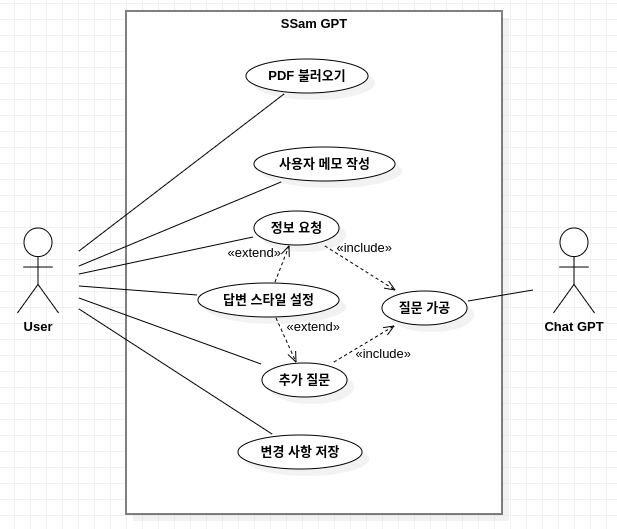 SSam GPT
PDF 불러오기
사용자 메모 작성
정보 요청
«extend»
«include»
답변 스타일 설정
질문 가공
User
Chat GPT
«extend»
«include»
추가 질문
변경 사항 저장